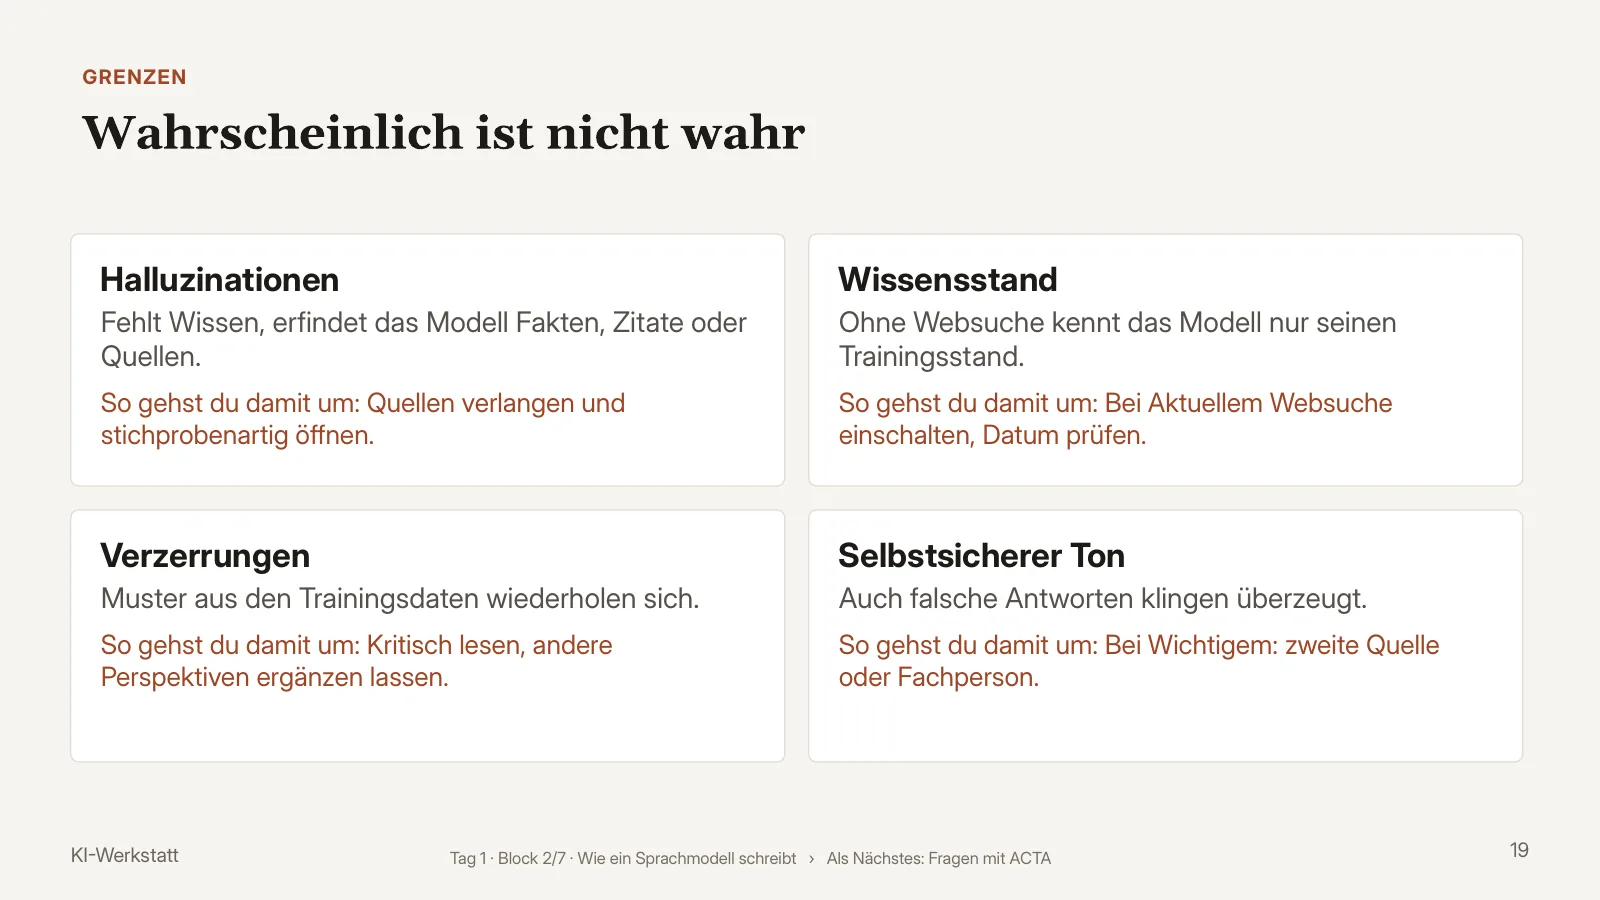 GRENZEN
Wahrscheinlich ist nicht wahr
Halluzinationen
Fehlt Wissen, erfindet das Modell Fakten, Zitate oder
Quellen.
So gehst du damit um: Quellen verlangen und
stichprobenartig öffnen.
Wissensstand
Ohne Websuche kennt das Modell nur seinen
Trainingsstand.
So gehst du damit um: Bei Aktuellem Websuche
einschalten, Datum prüfen.
Verzerrungen
Muster aus den Trainingsdaten wiederholen sich.
So gehst du damit um: Kritisch lesen, andere
Perspektiven ergänzen lassen.
Selbstsicherer Ton
Auch falsche Antworten klingen überzeugt.
So gehst du damit um: Bei Wichtigem: zweite Quelle
oder Fachperson.
KI-Werkstatt
Tag 1 · Block 2/7 · Wie ein Sprachmodell schreibt › Als Nächstes: Fragen mit ACTA
19